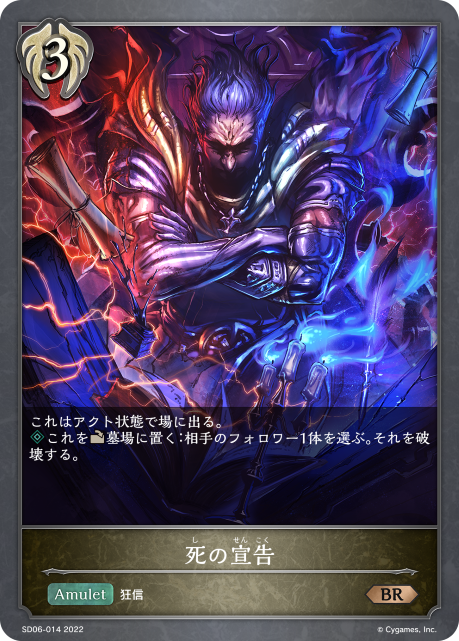 3
これはアクト状態で場に出る。
これを墓場に置く：相手のフォロワー1体を選ぶ。それを破
壊する。
し せんこく
死の宣告
Amulet 狂信 BR
SD06-014 2022 © Cygames, Inc.